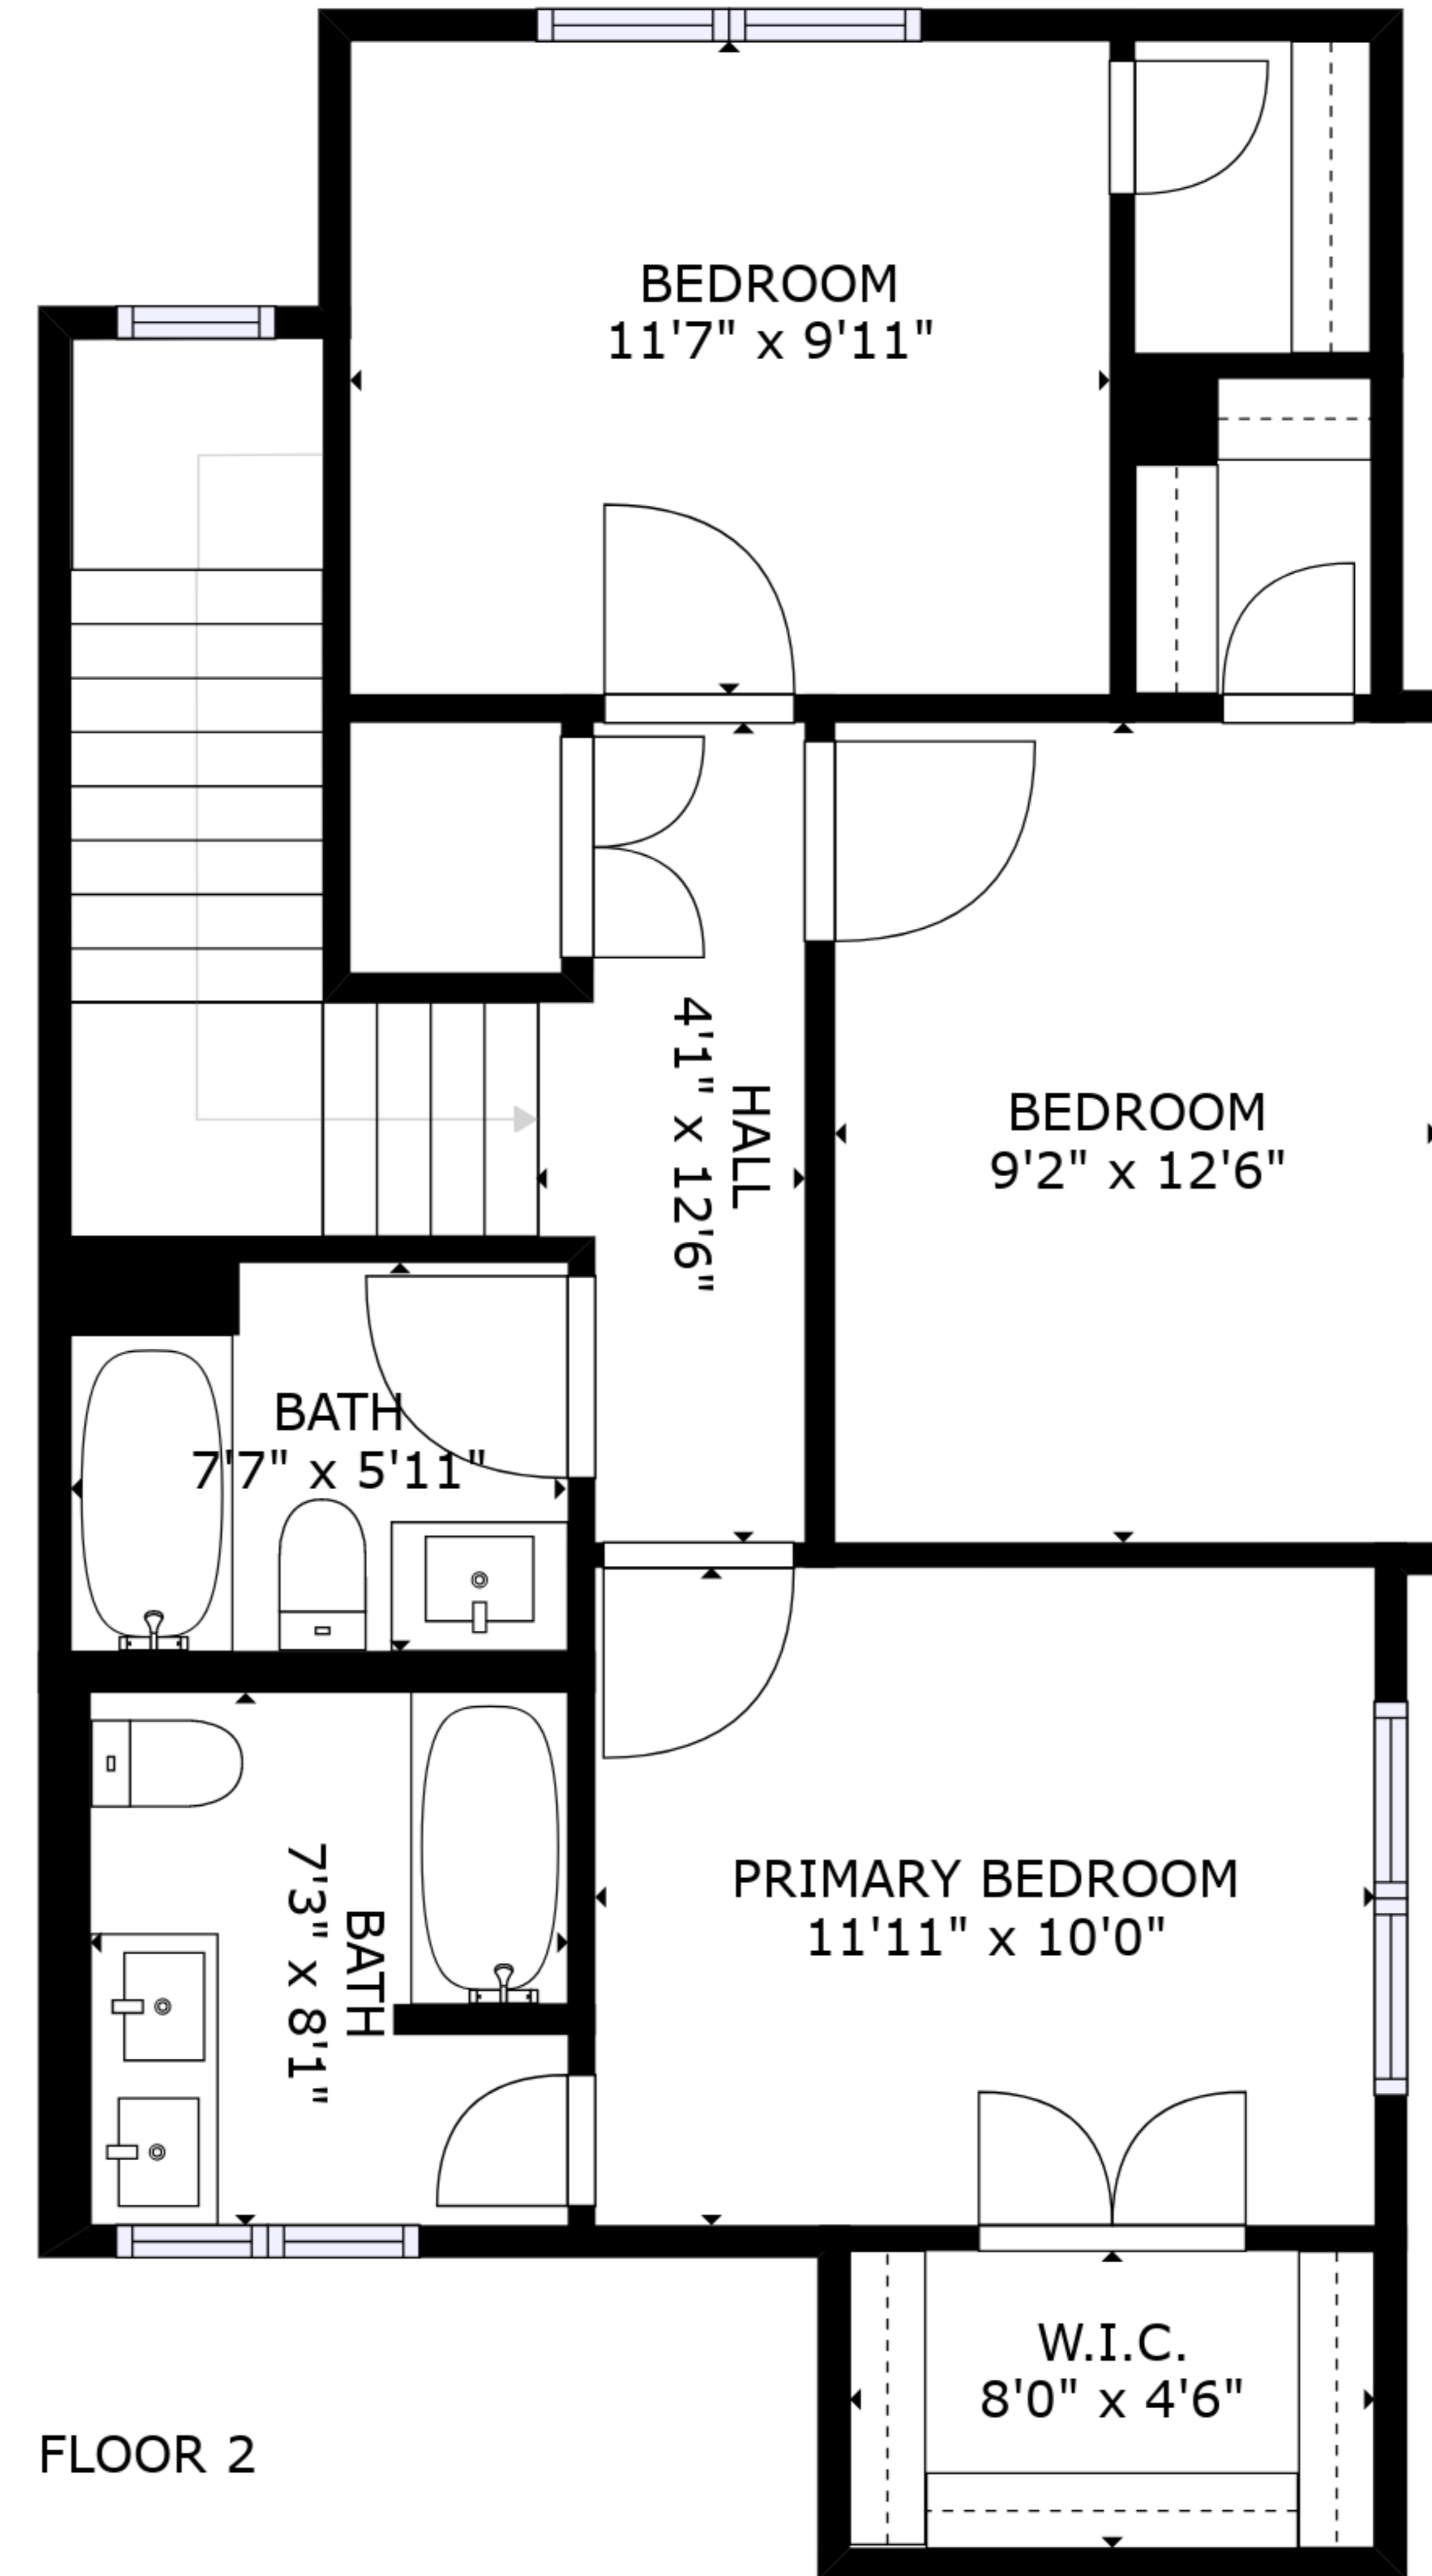 BEDROOM
11'7" x 9'11"
HALL
4'1" x 12'6"
BEDROOM
9'2" x 12'6"
BATH
7'7" x 5'11"
PRIMARY BEDROOM
11'11" x 10'0"
BATH
7'3" x 8'1"
W.I.C.
8'0" x 4'6"
FLOOR 2